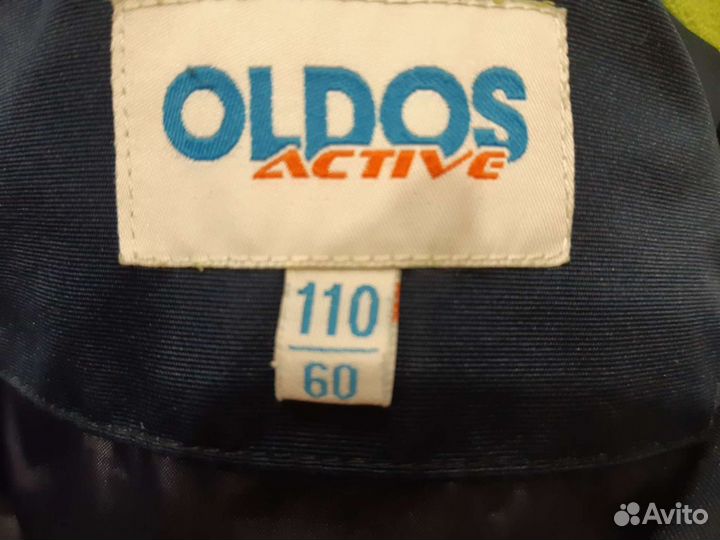 OLDOS
ACTIVE
110
60
Avito